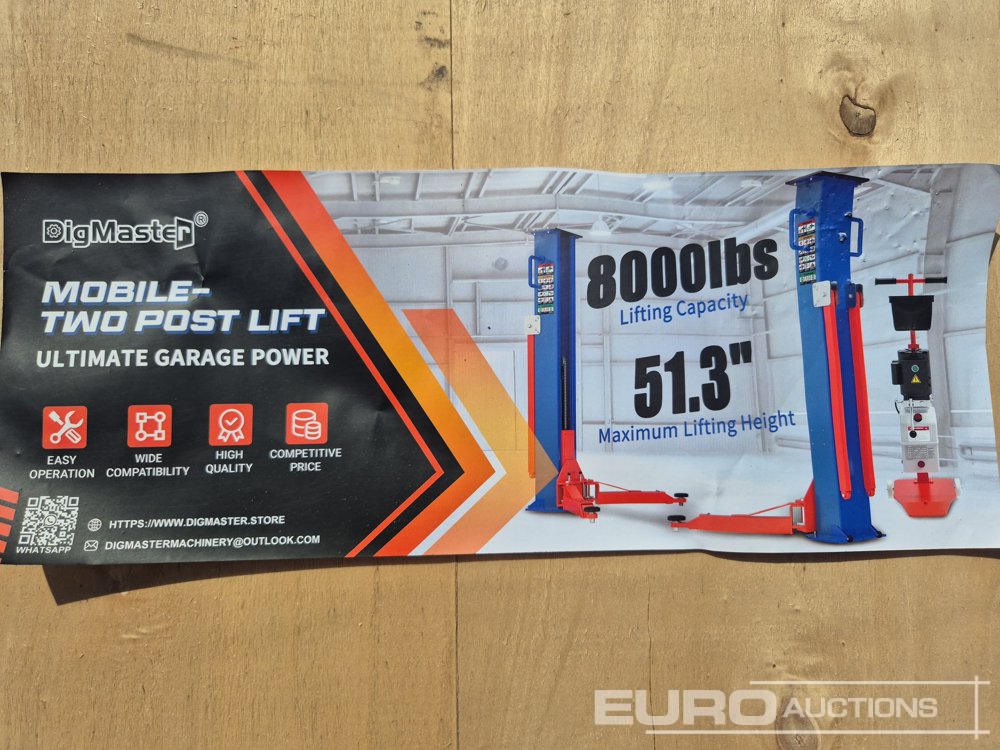 DigMaster®
MOBILE-
TWO POST LIFT
ULTIMATE GARAGE POWER
EASY
OPERATION
WIDE
COMPATIBILITY
HIGH
QUALITY
COMPETITIVE
PRICE
WHATSAPP
HTTPS://WWW.DIGMASTER.STORE
DIGMASTERMACHINERY@OUTLOOK.COM
8000lbs
Lifting Capacity
51.3"
Maximum Lifting Height
EURO AUCTIONS